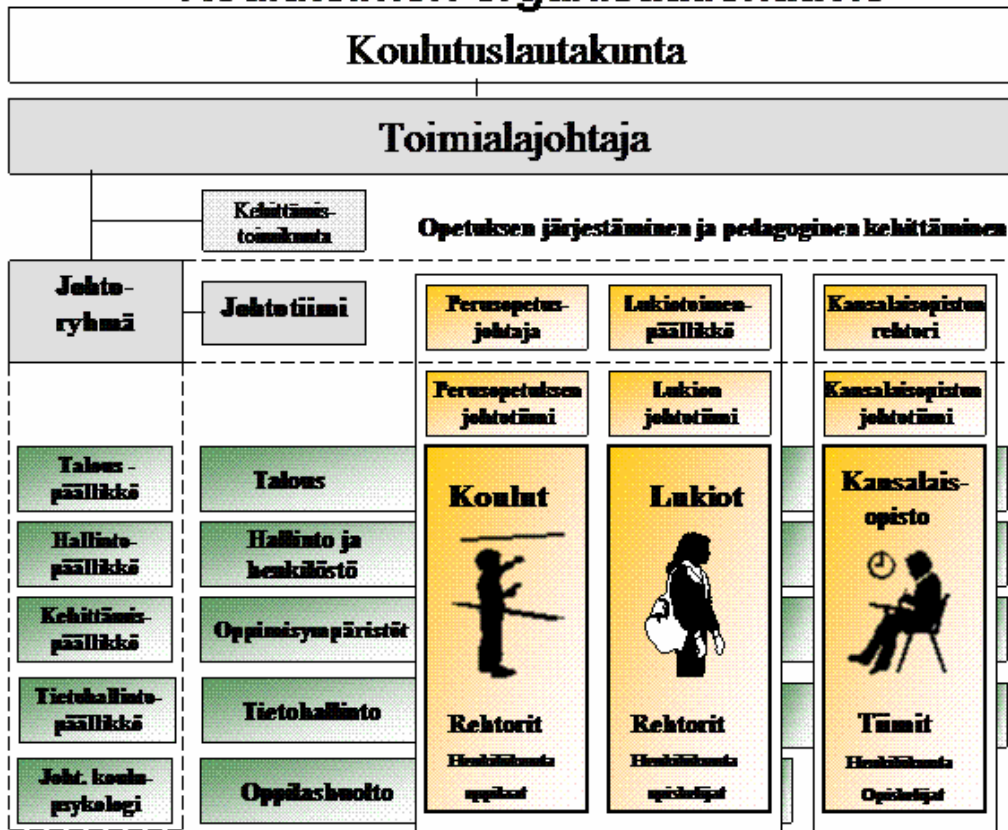 Koulutuslautakunta
Toimialajohtaja
Kehittämis-
toimikunta
Opetuksen järjestäminen ja pedagoginen kehittäminen
Johto-
ryhmä
Johtotiimi
Perusopetus-
johtaja
Lukiotoimen-
päällikkö
Kansalaisopiston
rehtori
Perusopetuksen
johtotiimi
Lukion
johtotiimi
Kansalaisopiston
johtotiimi
Talous -
päällikkö
Talous
Hallinto-
päällikkö
Hallinto ja
henkilöstö
Kehittämis-
päällikkö
Oppimisympäristöt
Tietohallinto-
päällikkö
Tietohallinto
Joht. koulu-
psykologi
Oppilashuolto
Koulut
Rehtorit
Henkilökunta
oppilaat
Lukiot
Rehtorit
Henkilökunta
opiskelijat
Kansalais-
opisto
Tiimit
Henkilökunta
Opiskelijat